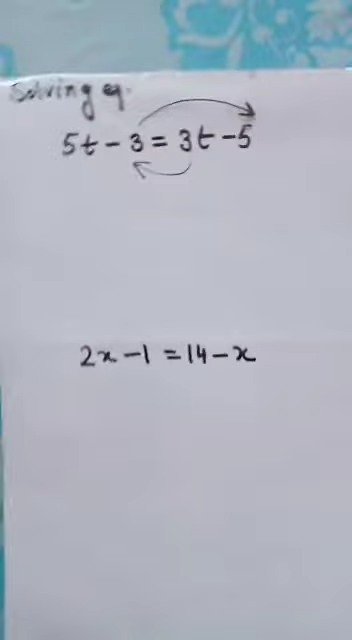 Solving eq.
5t - 3 = 3t - 5
2x - 1 = 14 - x